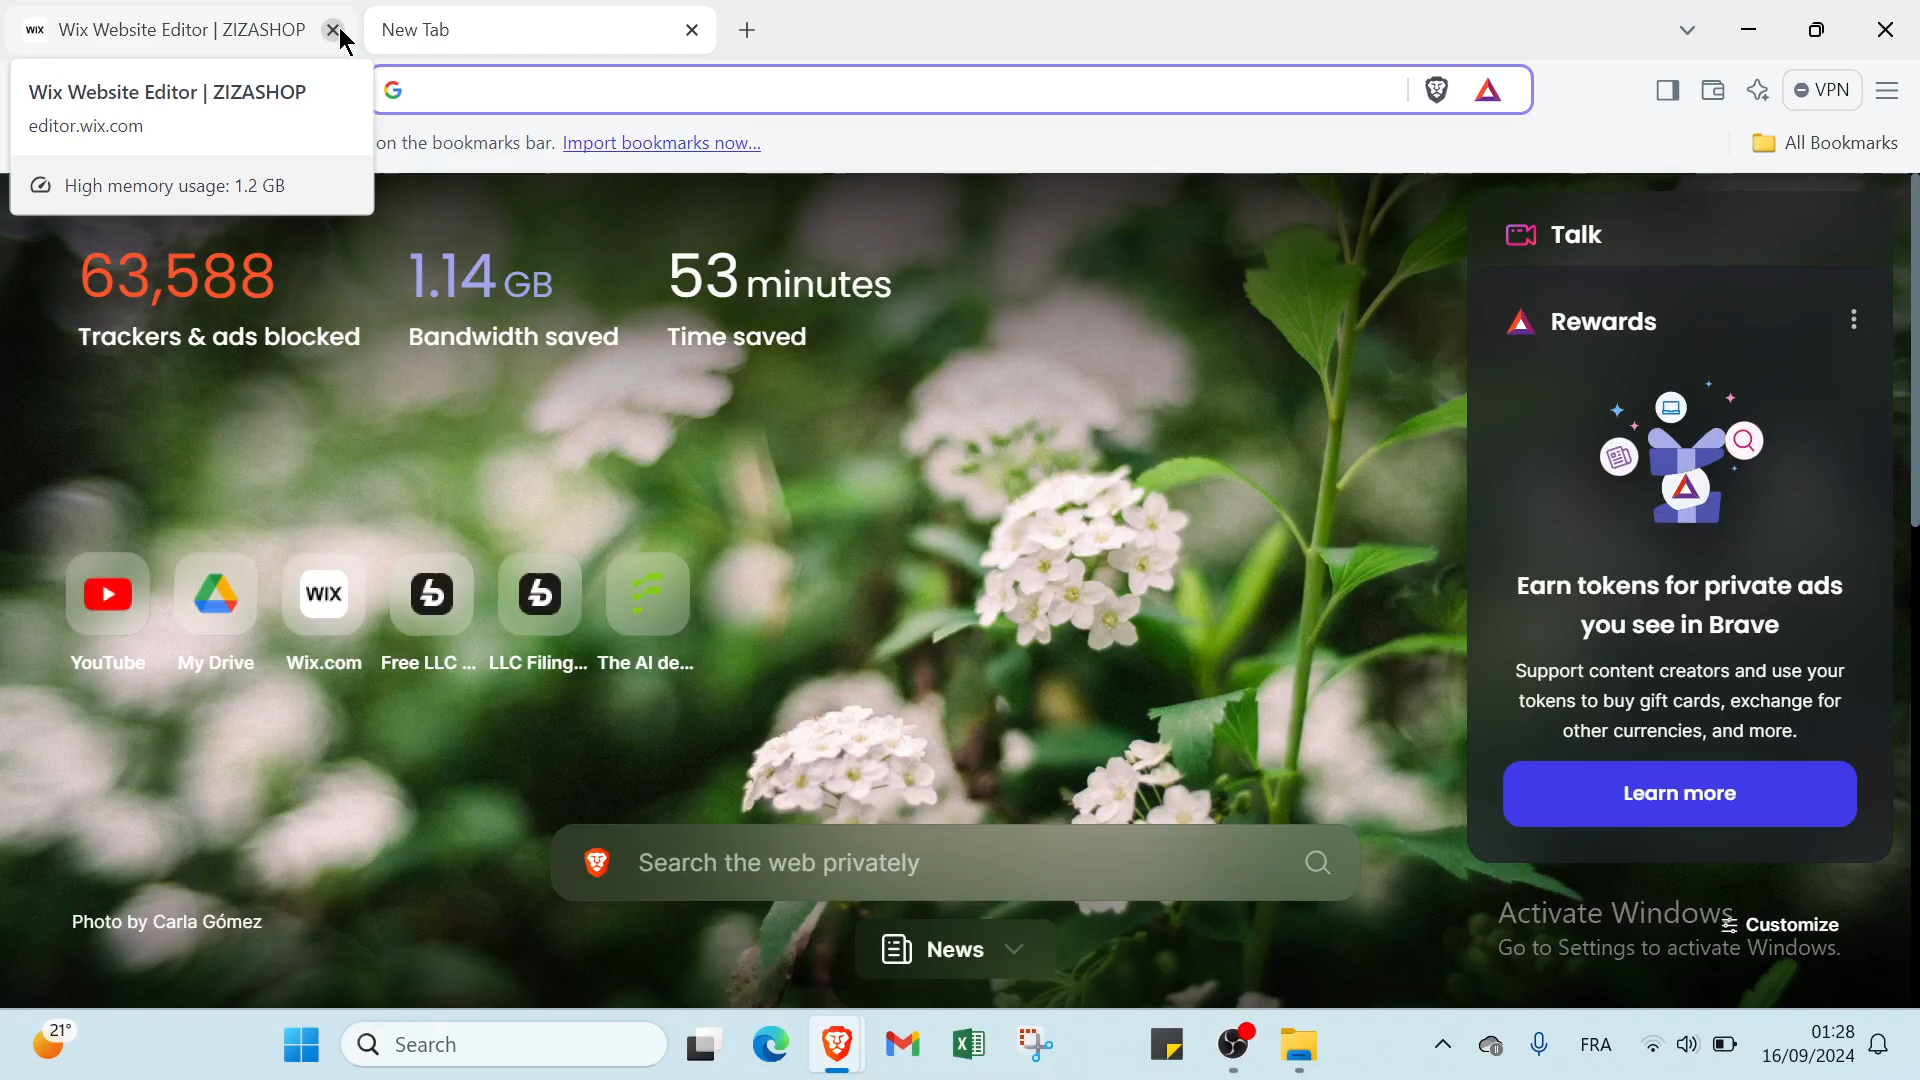 WIX Wix Website Editor | ZIZASHOP
New Tab
Wix Website Editor | ZIZASHOP
editor.wix.com
High memory usage: 1.2 GB
VPN
on the bookmarks bar. Import bookmarks now...
All Bookmarks
63,588
Trackers & ads blocked
1.14 GB
Bandwidth saved
53 minutes
Time saved
Talk
Rewards
Earn tokens for private ads
you see in Brave
Support content creators and use your
tokens to buy gift cards, exchange for
other currencies, and more.
Learn more
WIX
YouTube
My Drive
Wix.com
Free LLC ...
LLC Filing...
The AI de...
Search the web privately
Photo by Carla Gómez
News
Customize
Activate Windows
Go to Settings to activate Windows.
21°
Search
FRA
01:28
16/09/2024